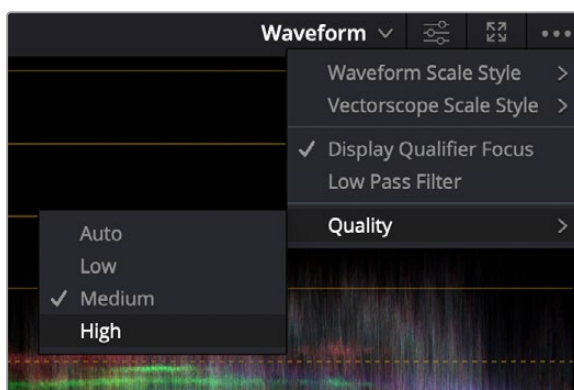 Waveform
Waveform Scale Style
Vectorscope Scale Style
Display Qualifier Focus
Low Pass Filter
Quality
Auto
Low
Medium
High